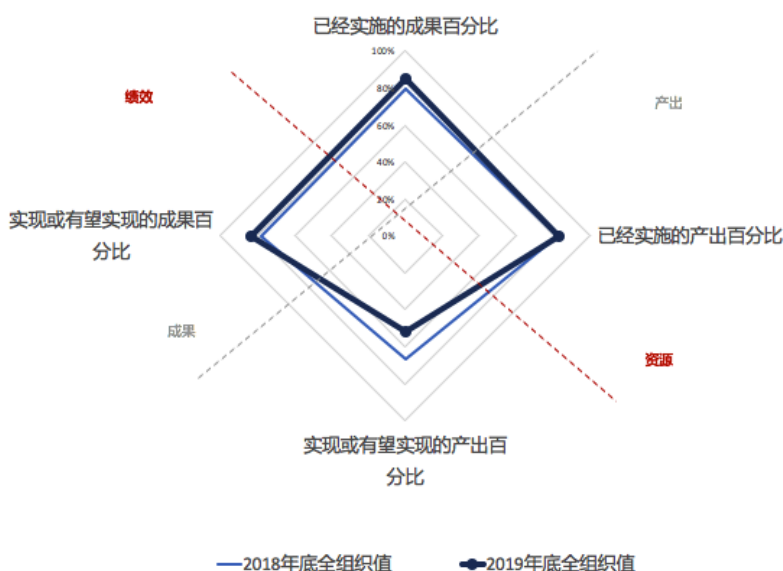 已经实施的成果百分比
100%
绩效
80%
产出
60%
40%
20%
实现或有望实现的成果百
分比
0%
已经实施的产出百分比
成果
资源
实现或有望实现的产出百
分比
2018年底全组织值
2019年底全组织值